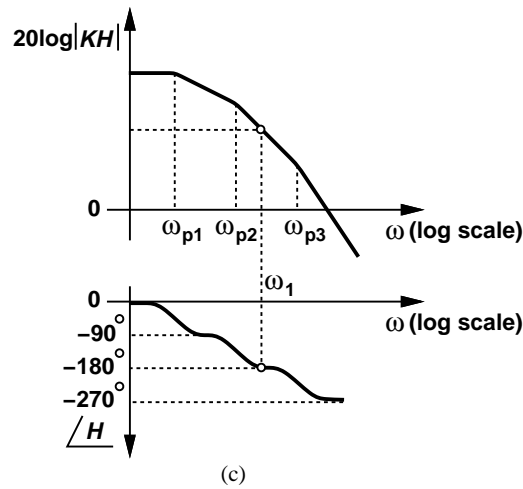 20log|KH|
0
ωp1 ωp2 ωp3 ω (log scale)
ω1
0
ω (log scale)
−90°
−180°
−270°
∠H
(c)